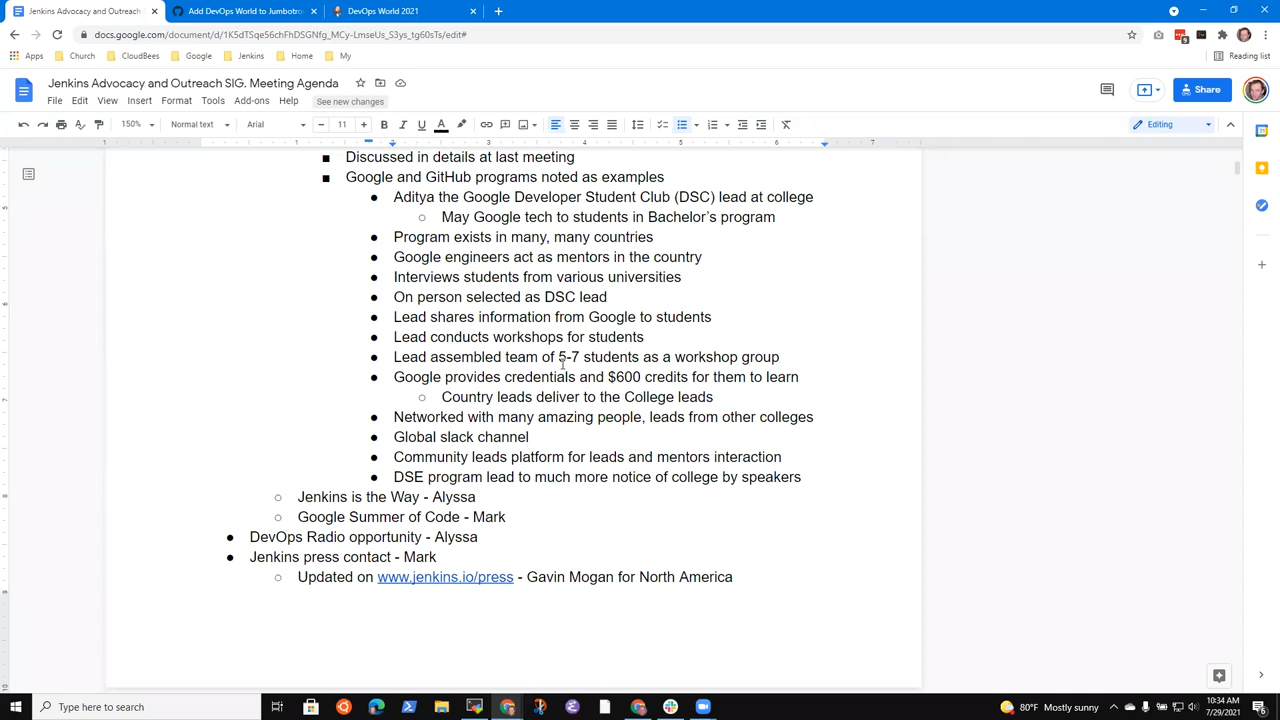 Jenkins Advocacy and Outreach
Add DevOps World to Jumbotro
DevOps World 2021
docs.google.com/document/d/1K5dTSqe56chFhDSGNfg_MCy-LmseUs_S3ys_tg60sTs/edit#
Apps Church CloudBees Google Jenkins Home My Reading list
Jenkins Advocacy and Outreach SIG. Meeting Agenda
Share
File Edit View Insert Format Tools Add-ons Help See new changes
150% Normal text Arial 11 Editing
1 1 2 3 4 5 6 7
Discussed in details at last meeting
Google and GitHub programs noted as examples
Aditya the Google Developer Student Club (DSC) lead at college
May Google tech to students in Bachelor's program
Program exists in many, many countries
Google engineers act as mentors in the country
Interviews students from various universities
On person selected as DSC lead
Lead shares information from Google to students
Lead conducts workshops for students
Lead assembled team of 5-7 students as a workshop group
Google provides credentials and $600 credits for them to learn
Country leads deliver to the College leads
Networked with many amazing people, leads from other colleges
Global slack channel
Community leads platform for leads and mentors interaction
DSE program lead to much more notice of college by speakers
Jenkins is the Way - Alyssa
Google Summer of Code - Mark
DevOps Radio opportunity - Alyssa
Jenkins press contact - Mark
Updated on www.jenkins.io/press - Gavin Mogan for North America
Type here to search
80°F Mostly sunny
10:34 AM
7/29/2021